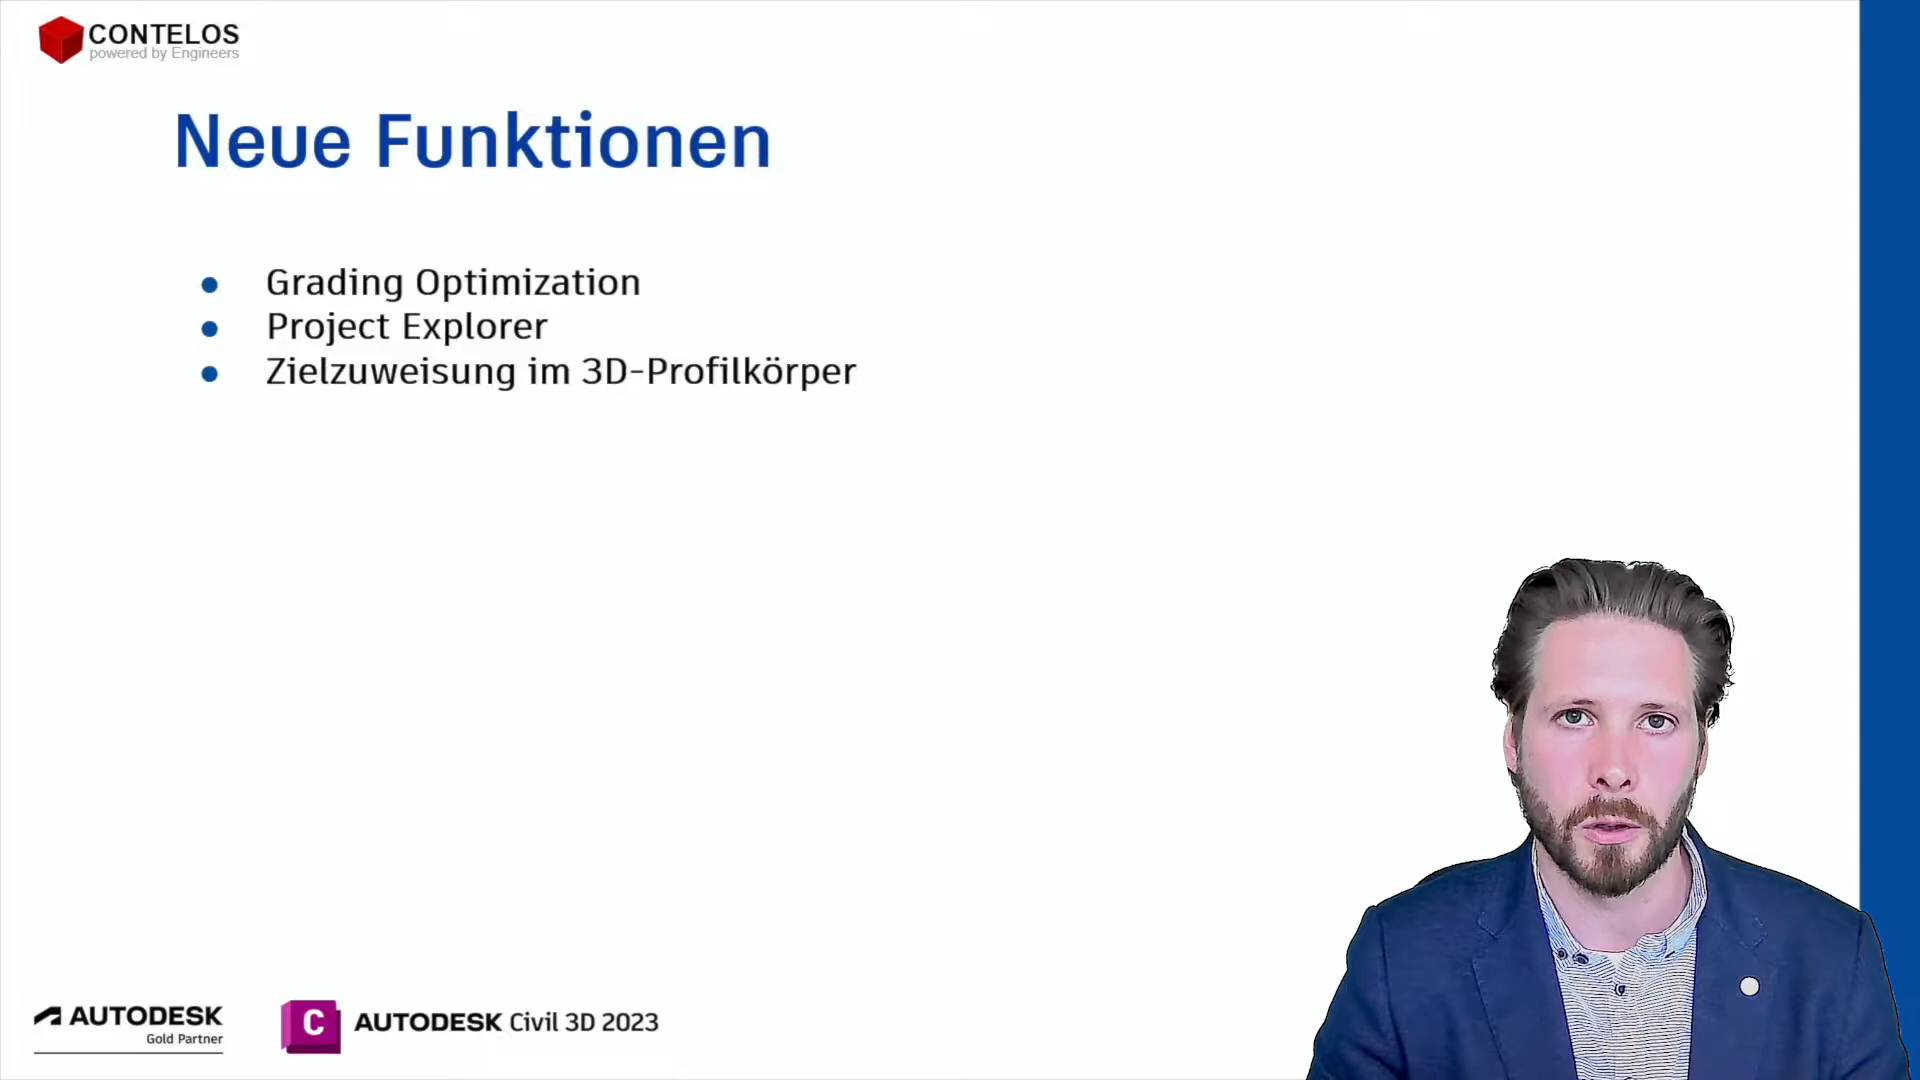 CONTELOS
powered by Engineers
Neue Funktionen
Grading Optimization
Project Explorer
Zielzuweisung im 3D-Profilkörper
AUTODESK
Gold Partner
C AUTODESK Civil 3D 2023